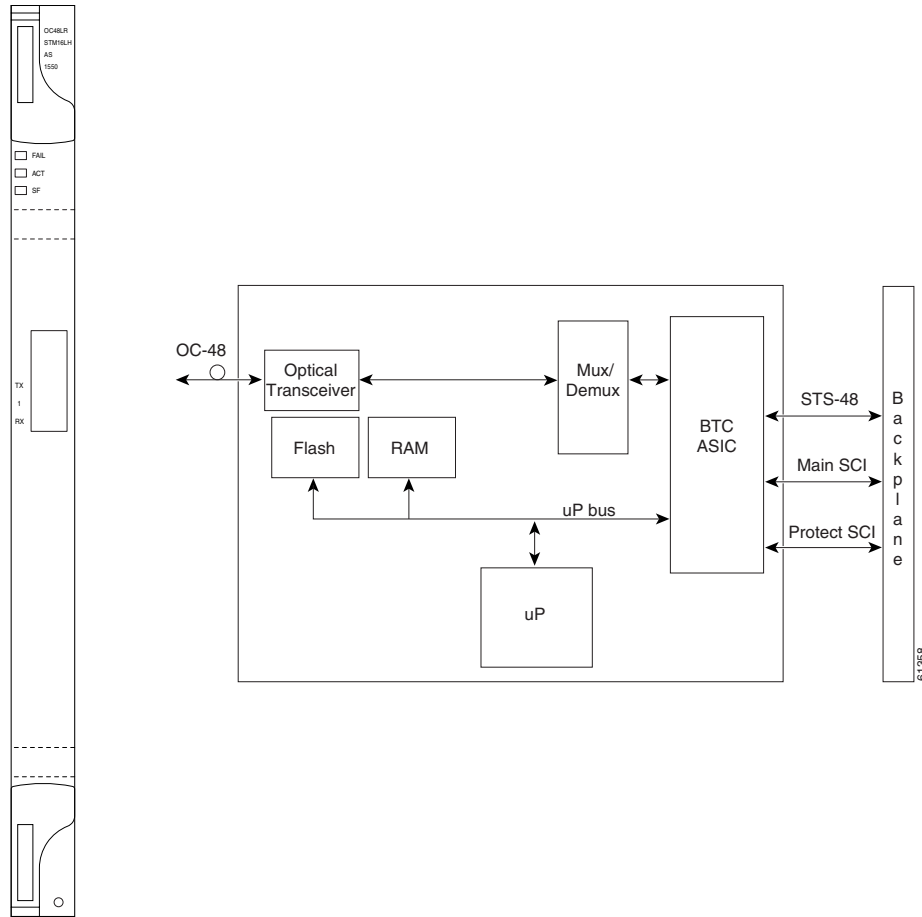 OC48LR
STM16LH
AS
1550
FAIL
ACT
SF
TX
1
RX
OC-48
Optical
Transceiver
Mux/
Demux
Flash
RAM
BTC
ASIC
uP bus
uP
STS-48
Main SCI
Protect SCI
Backplane
61358